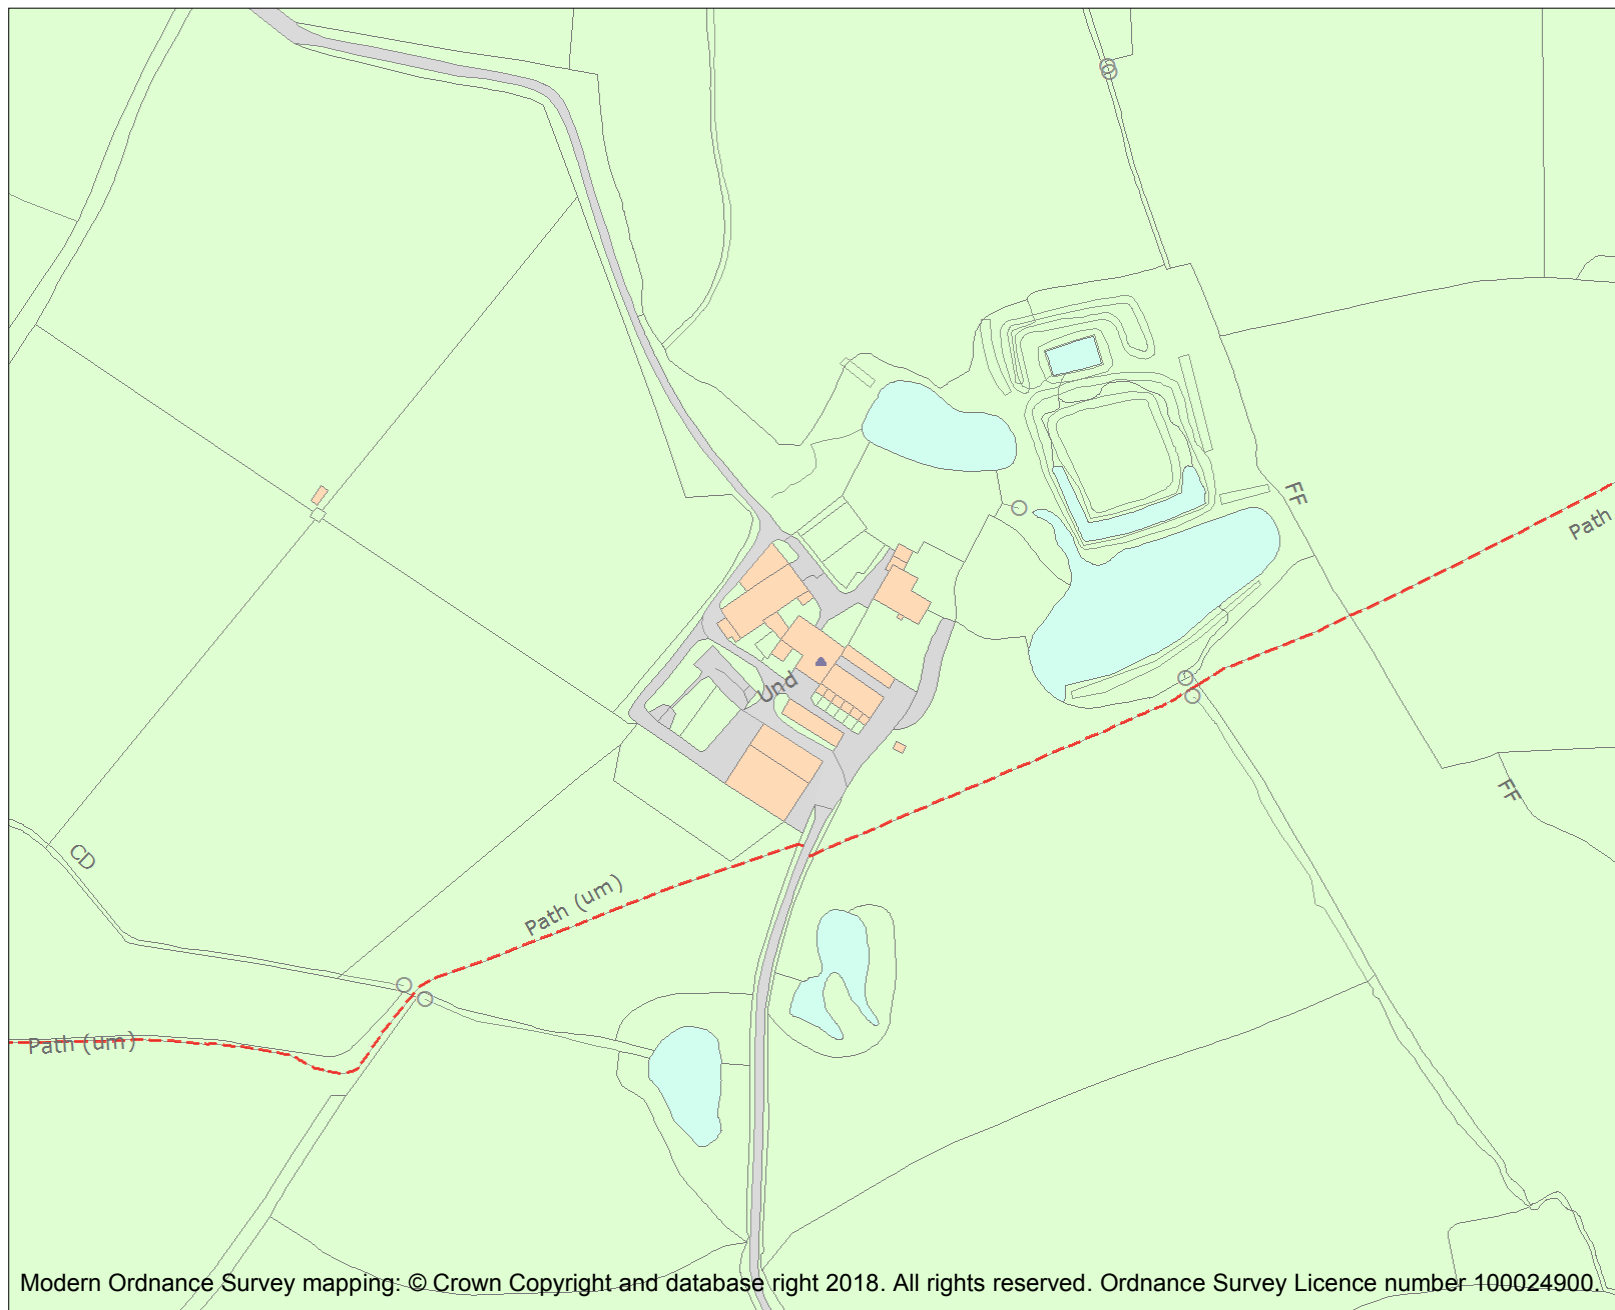 FF
Path
Und
FF
CD
Path (um)
Path (um)
Modern Ordnance Survey mapping: © Crown Copyright and database right 2018. All rights reserved. Ordnance Survey Licence number 100024900.